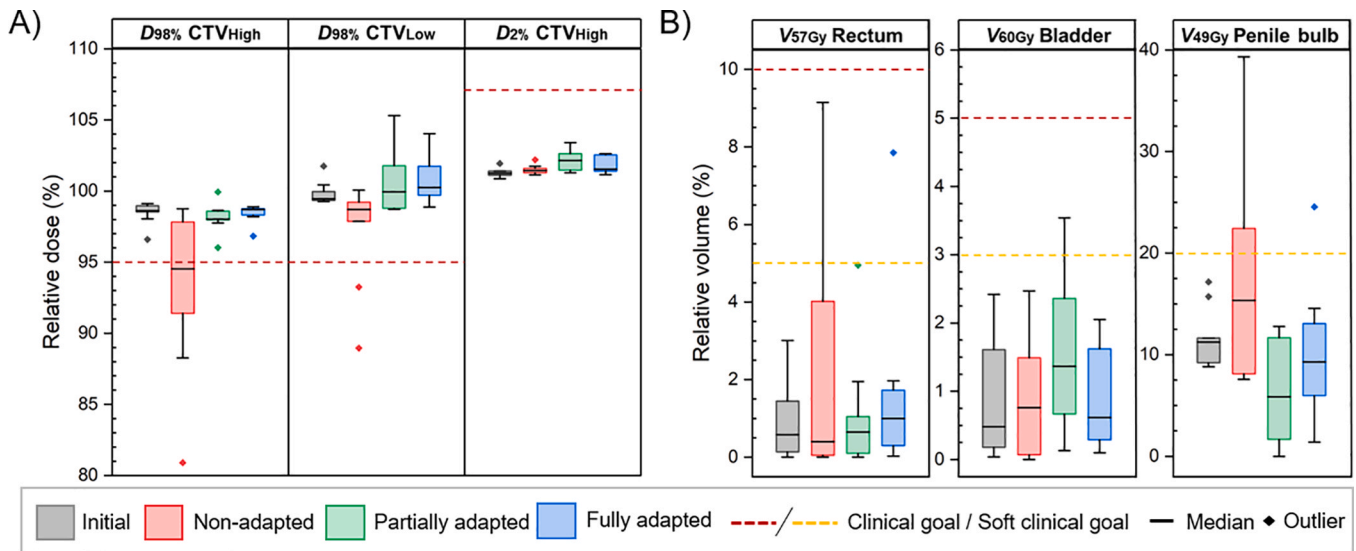 A)
D98% CTVHigh
D98% CTVLow
D2% CTVHigh
Relative dose (%)
110
100
95
90
85
80
B)
V57Gy Rectum
V60Gy Bladder
V49Gy Penile bulb
Relative volume (%)
10
8
6
4
2
0
6
5
4
3
2
1
0
40
30
20
10
0
Initial
Non-adapted
Partially adapted
Fully adapted
/
Clinical goal / Soft clinical goal
Median
Outlier